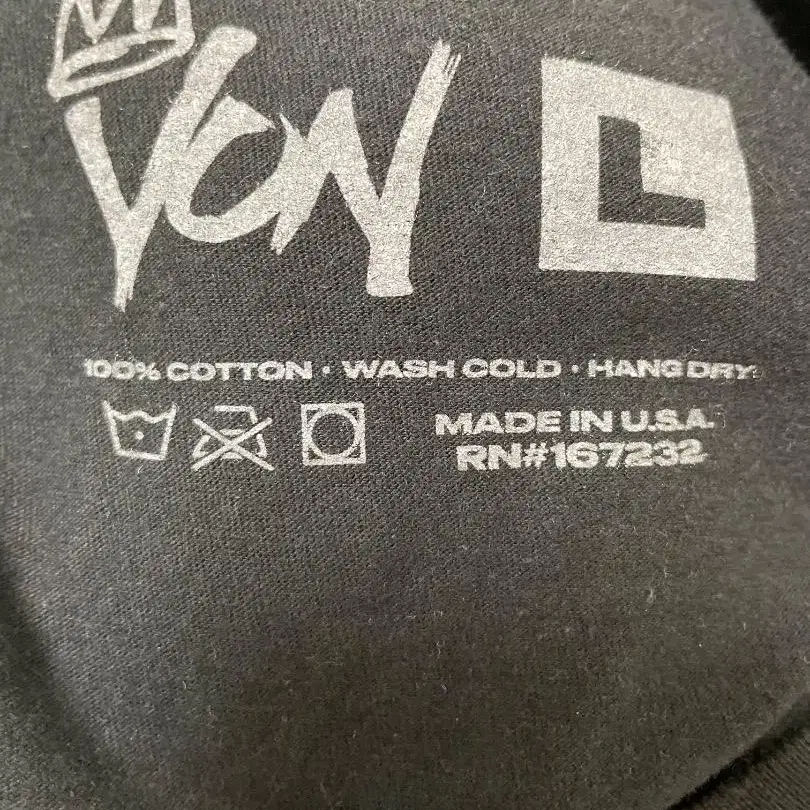 VON L
100% COTTON · WASH COLD · HANG DRY
MADE IN U.S.A.
RN#167232